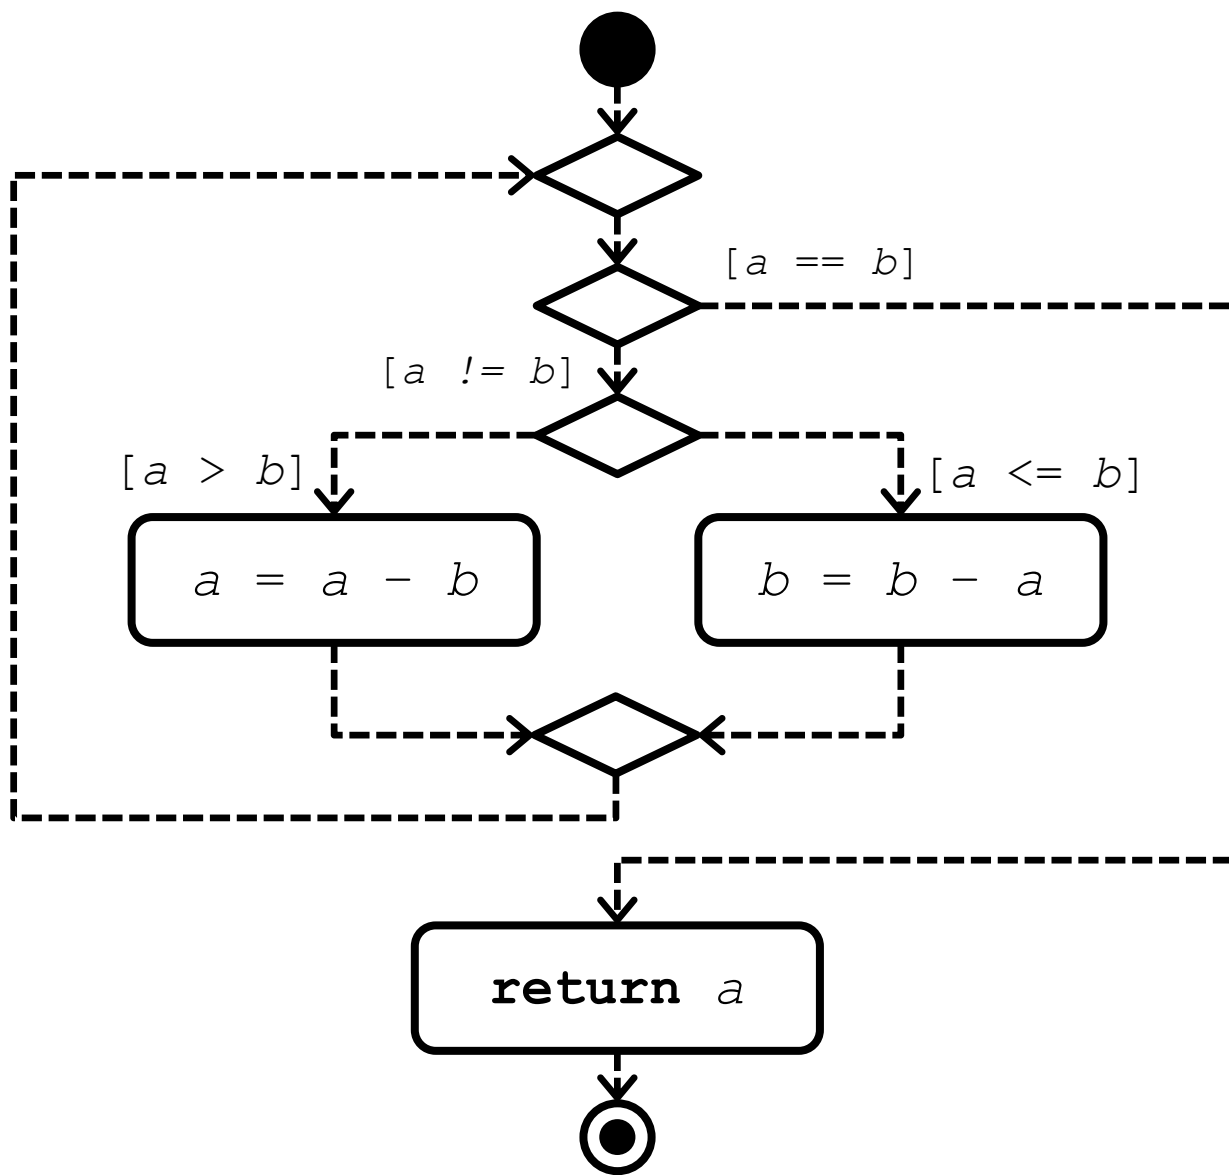 [a == b]
[a != b]
[a > b]
[a <= b]
a = a - b
b = b - a
return a